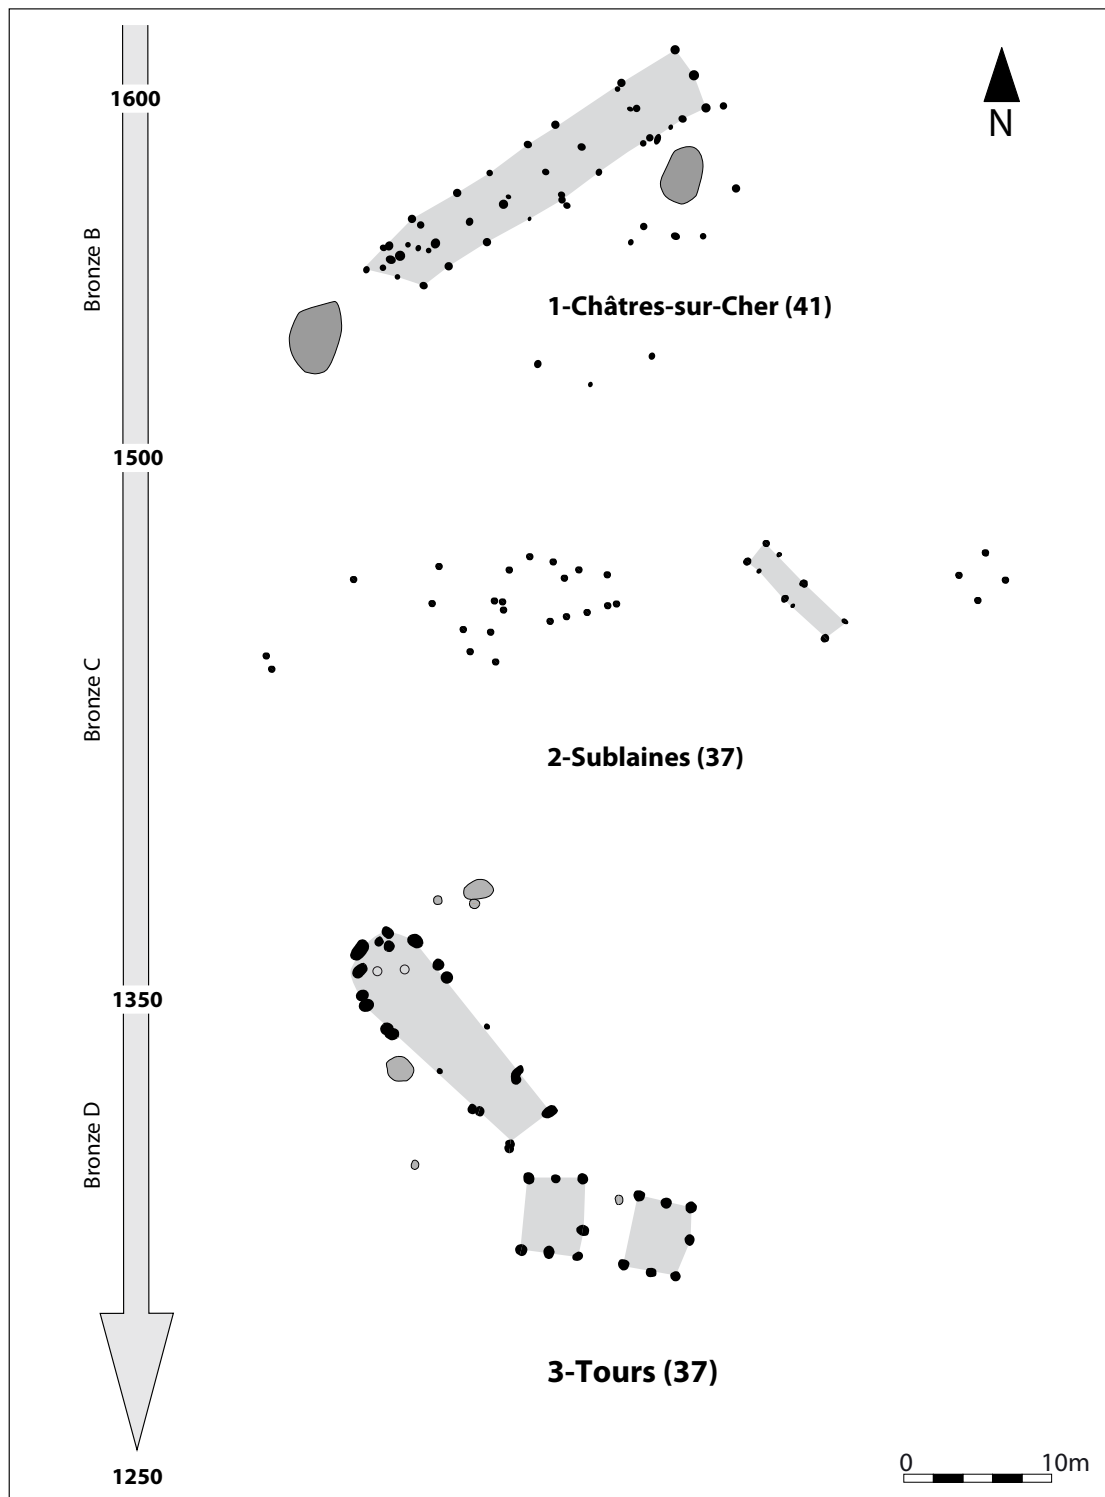 1600
N
Bronze B
1-Châtres-sur-Cher (41)
1500
Bronze C
2-Sublaines (37)
1350
Bronze D
3-Tours (37)
0 10m
1250